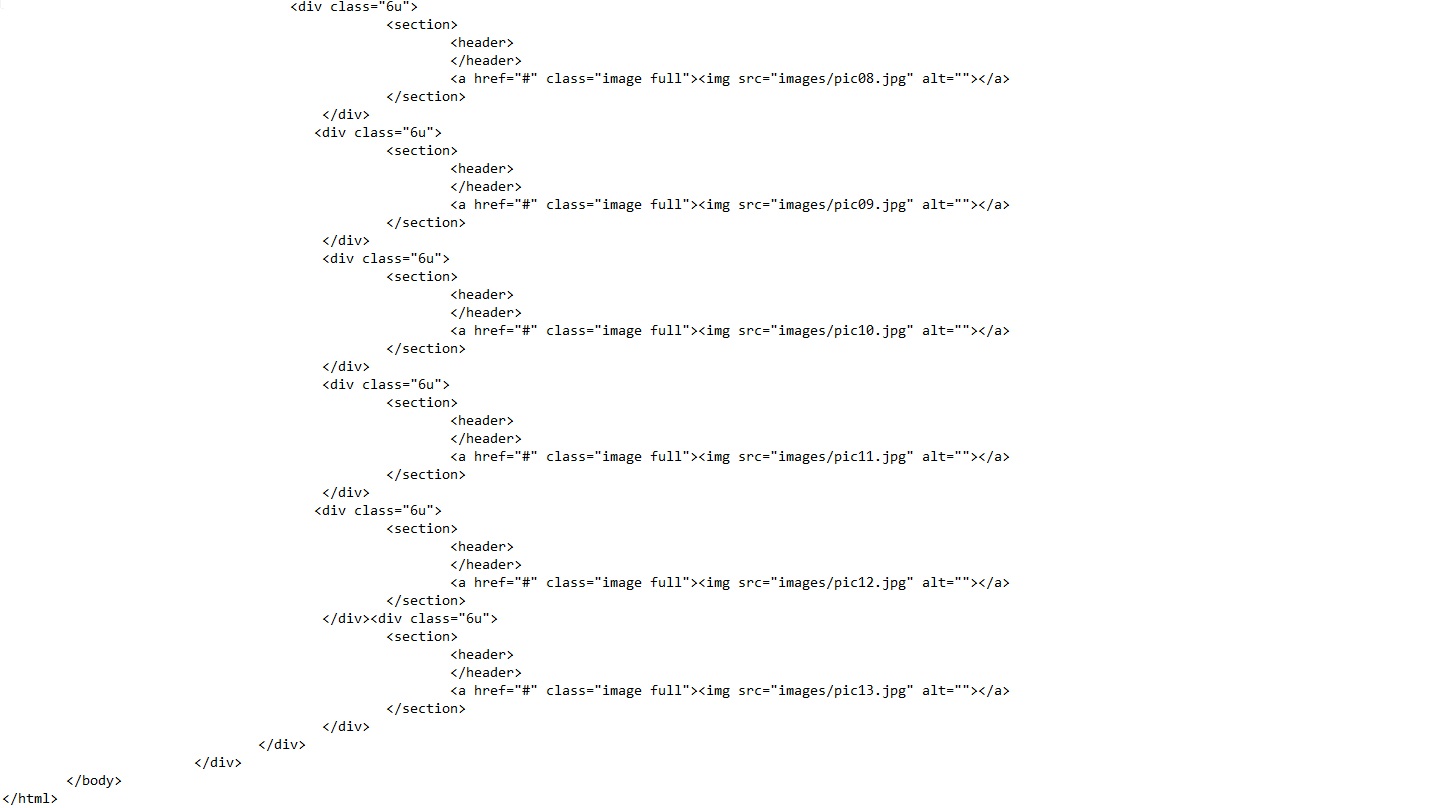 <div class="6u">
<section>
<header>
</header>
<a href="#" class="image full"><img src="images/pic08.jpg" alt=""></a>
</section>
</div>
<div class="6u">
<section>
<header>
</header>
<a href="#" class="image full"><img src="images/pic09.jpg" alt=""></a>
</section>
</div>
<div class="6u">
<section>
<header>
</header>
<a href="#" class="image full"><img src="images/pic10.jpg" alt=""></a>
</section>
</div>
<div class="6u">
<section>
<header>
</header>
<a href="#" class="image full"><img src="images/pic11.jpg" alt=""></a>
</section>
</div>
<div class="6u">
<section>
<header>
</header>
<a href="#" class="image full"><img src="images/pic12.jpg" alt=""></a>
</section>
</div><div class="6u">
<section>
<header>
</header>
<a href="#" class="image full"><img src="images/pic13.jpg" alt=""></a>
</section>
</div>
</div>
</div>
</body>
</html>